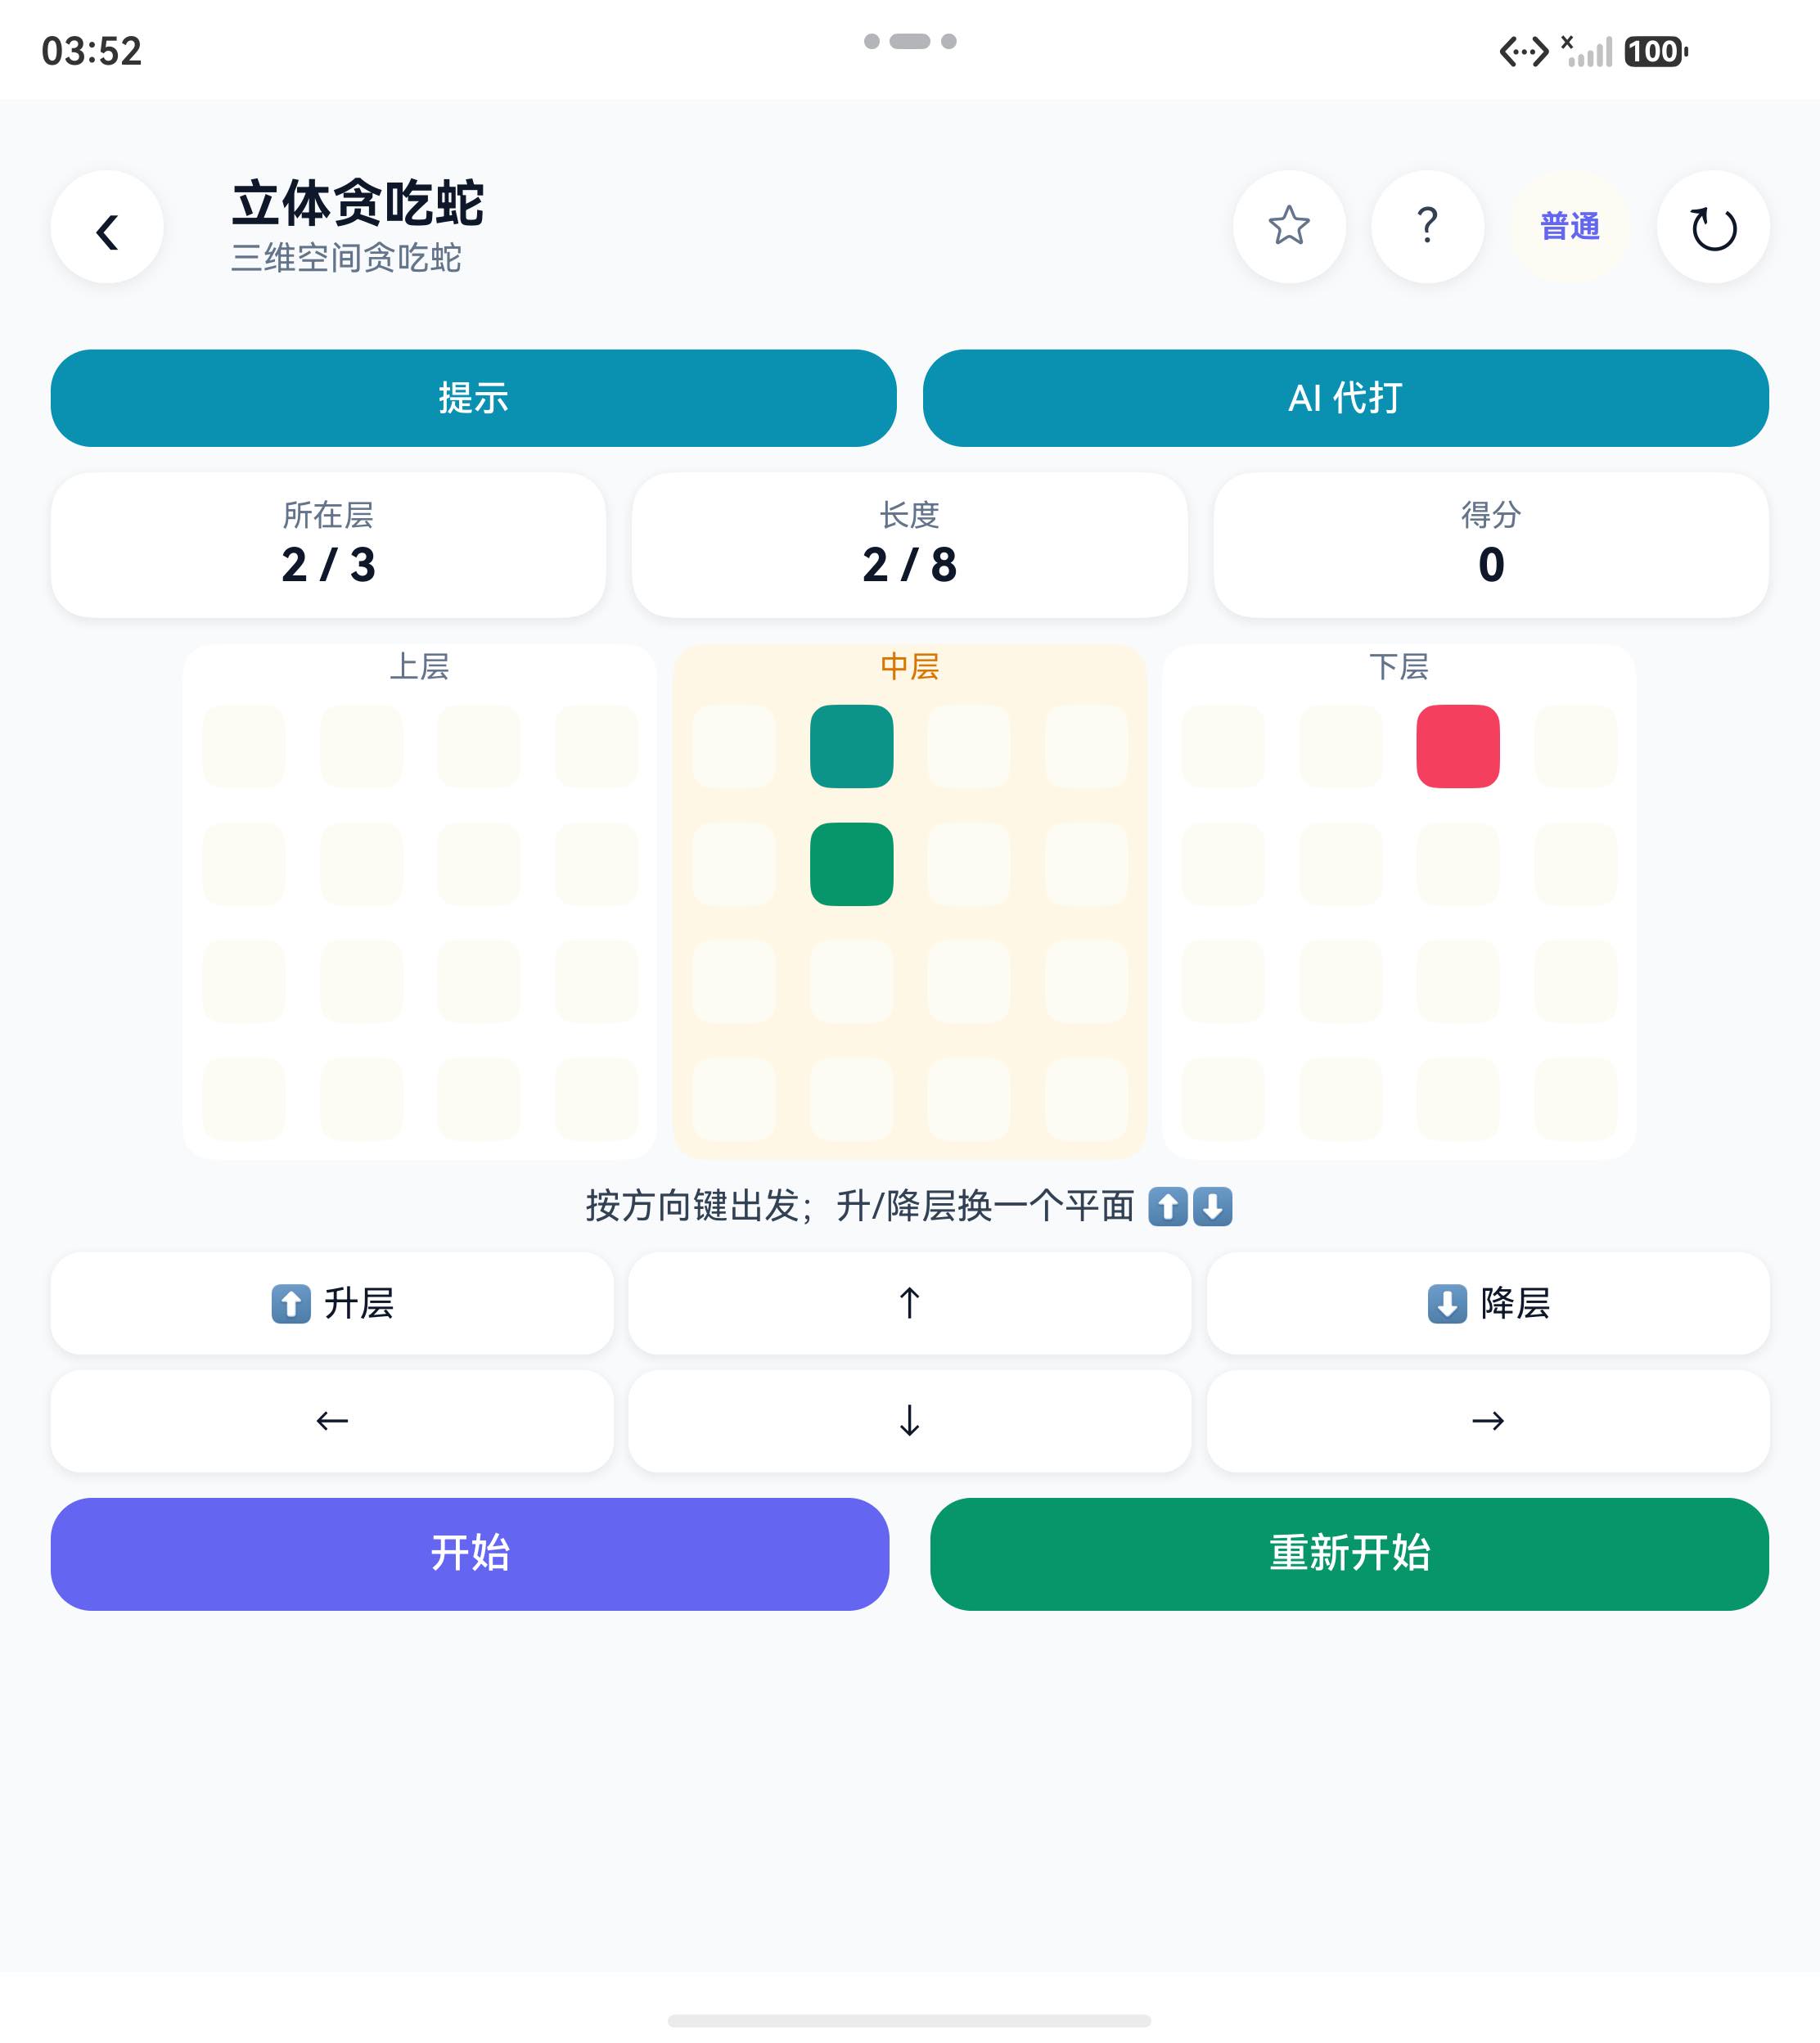 03:52
100
立体贪吃蛇
三维空间贪吃蛇
?
普通
提示
AI 代打
所在层
2 / 3
长度
2 / 8
得分
0
上层
中层
下层
按方向键出发；升/降层换一个平面 ⬆️⬇️
⬆️ 升层
↑
⬇️ 降层
←
↓
→
开始
重新开始